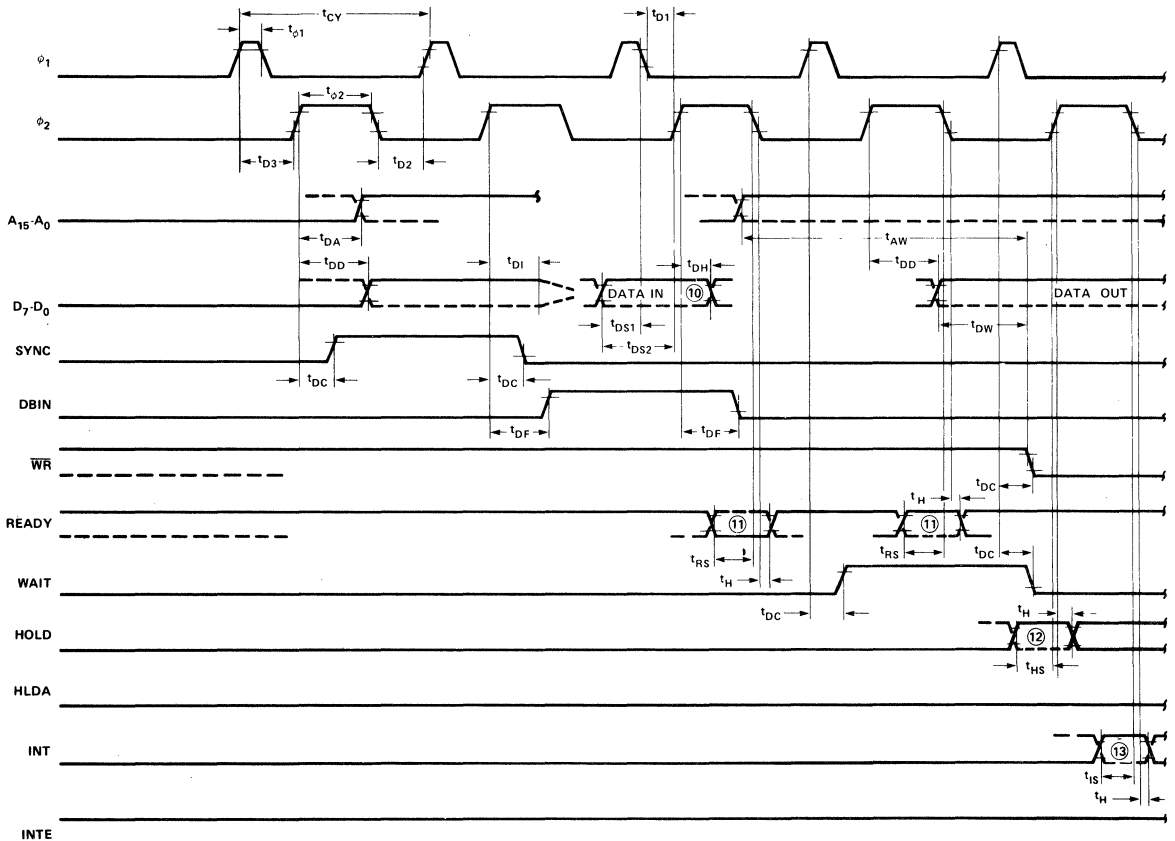 tCY
tφ1
tD1
φ1
tφ2
φ2
tD3
tD2
A15-A0
tDA
tAW
tDD
tDI
tDH
tDD
D7-D0
DATA IN
⑩
DATA OUT
tDS1
tDW
tDS2
SYNC
tDC
tDC
DBIN
tDF
tDF
WR
tDC
tH
READY
⑪
⑪
tRS
tRS
tDC
tH
WAIT
tDC
tH
HOLD
⑫
tHS
HLDA
INT
⑬
tIS
tH
INTE